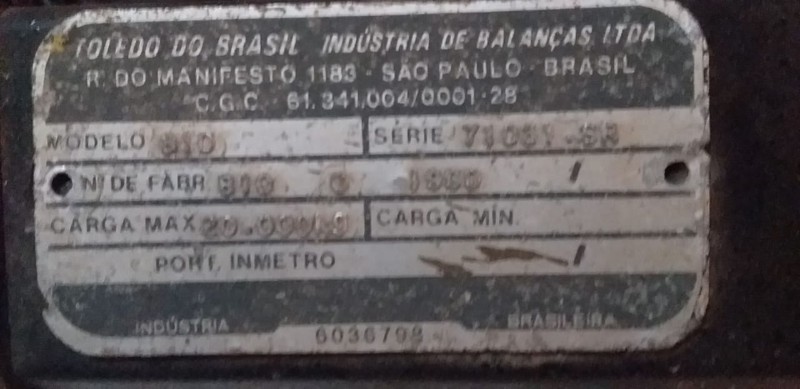 TOLEDO DO BRASIL INDÚSTRIA DE BALANÇAS LTDA
R. DO MANIFESTO 1183 - SÃO PAULO - BRASIL
C.G.C. 61.341.004/0001-28
MODELO SÉRIE
Nº DE FABR
CARGA MAX CARGA MÍN.
PORT. INMETRO /
INDÚSTRIA BRASILEIRA
6036798